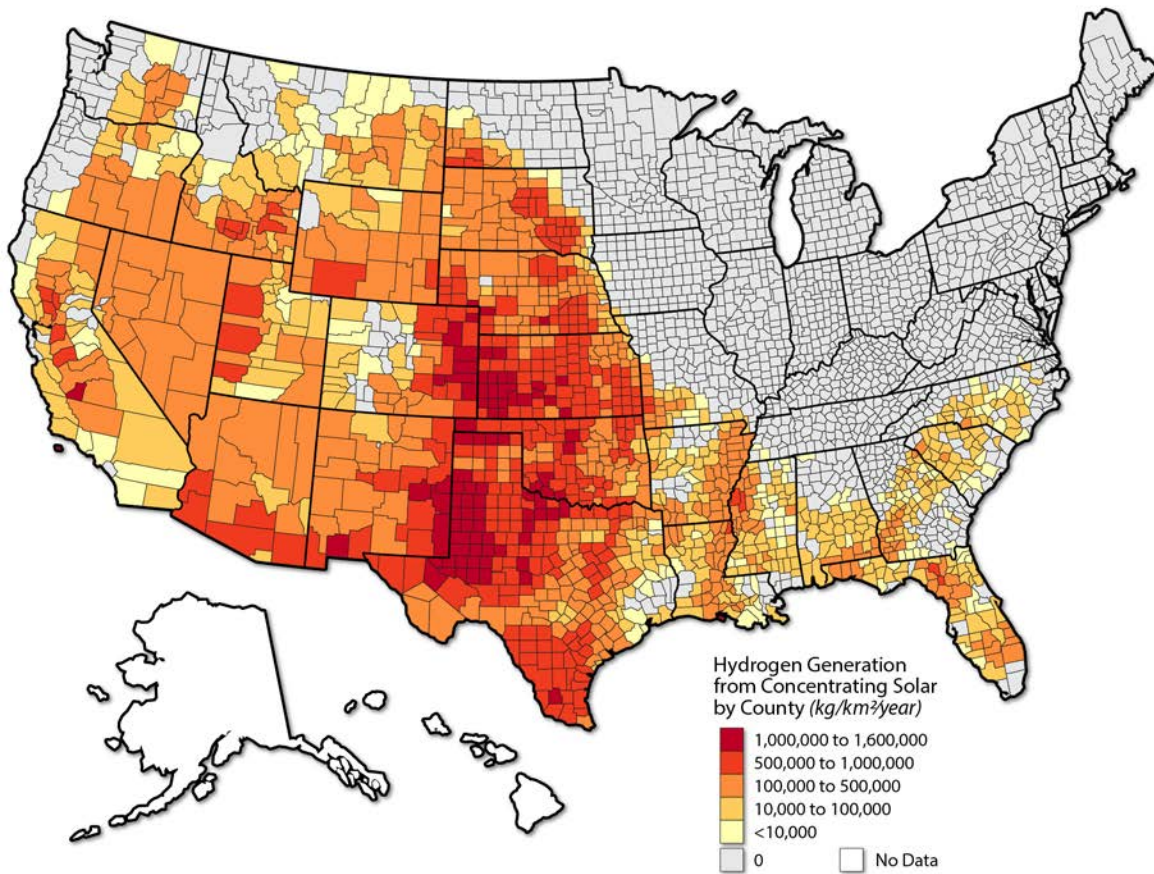 Hydrogen Generation
from Concentrating Solar
by County (kg/km²/year)
1,000,000 to 1,600,000
500,000 to 1,000,000
100,000 to 500,000
10,000 to 100,000
<10,000
0 No Data